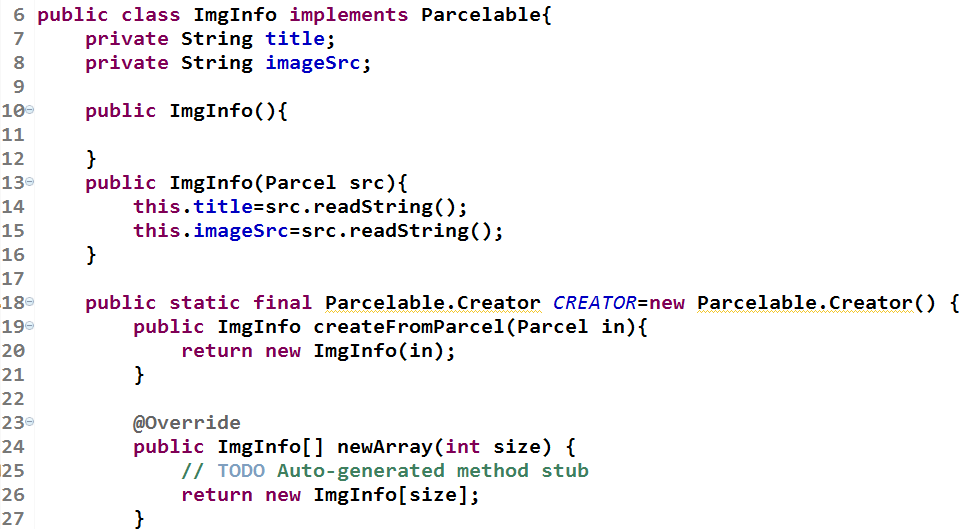 6 public class ImgInfo implements Parcelable{
7     private String title;
8     private String imageSrc;
9
10     public ImgInfo(){
11
12     }
13     public ImgInfo(Parcel src){
14         this.title=src.readString();
15         this.imageSrc=src.readString();
16     }
17
18     public static final Parcelable.Creator CREATOR=new Parcelable.Creator() {
19         public ImgInfo createFromParcel(Parcel in){
20             return new ImgInfo(in);
21         }
22
23         @Override
24         public ImgInfo[] newArray(int size) {
25             // TODO Auto-generated method stub
26             return new ImgInfo[size];
27         }